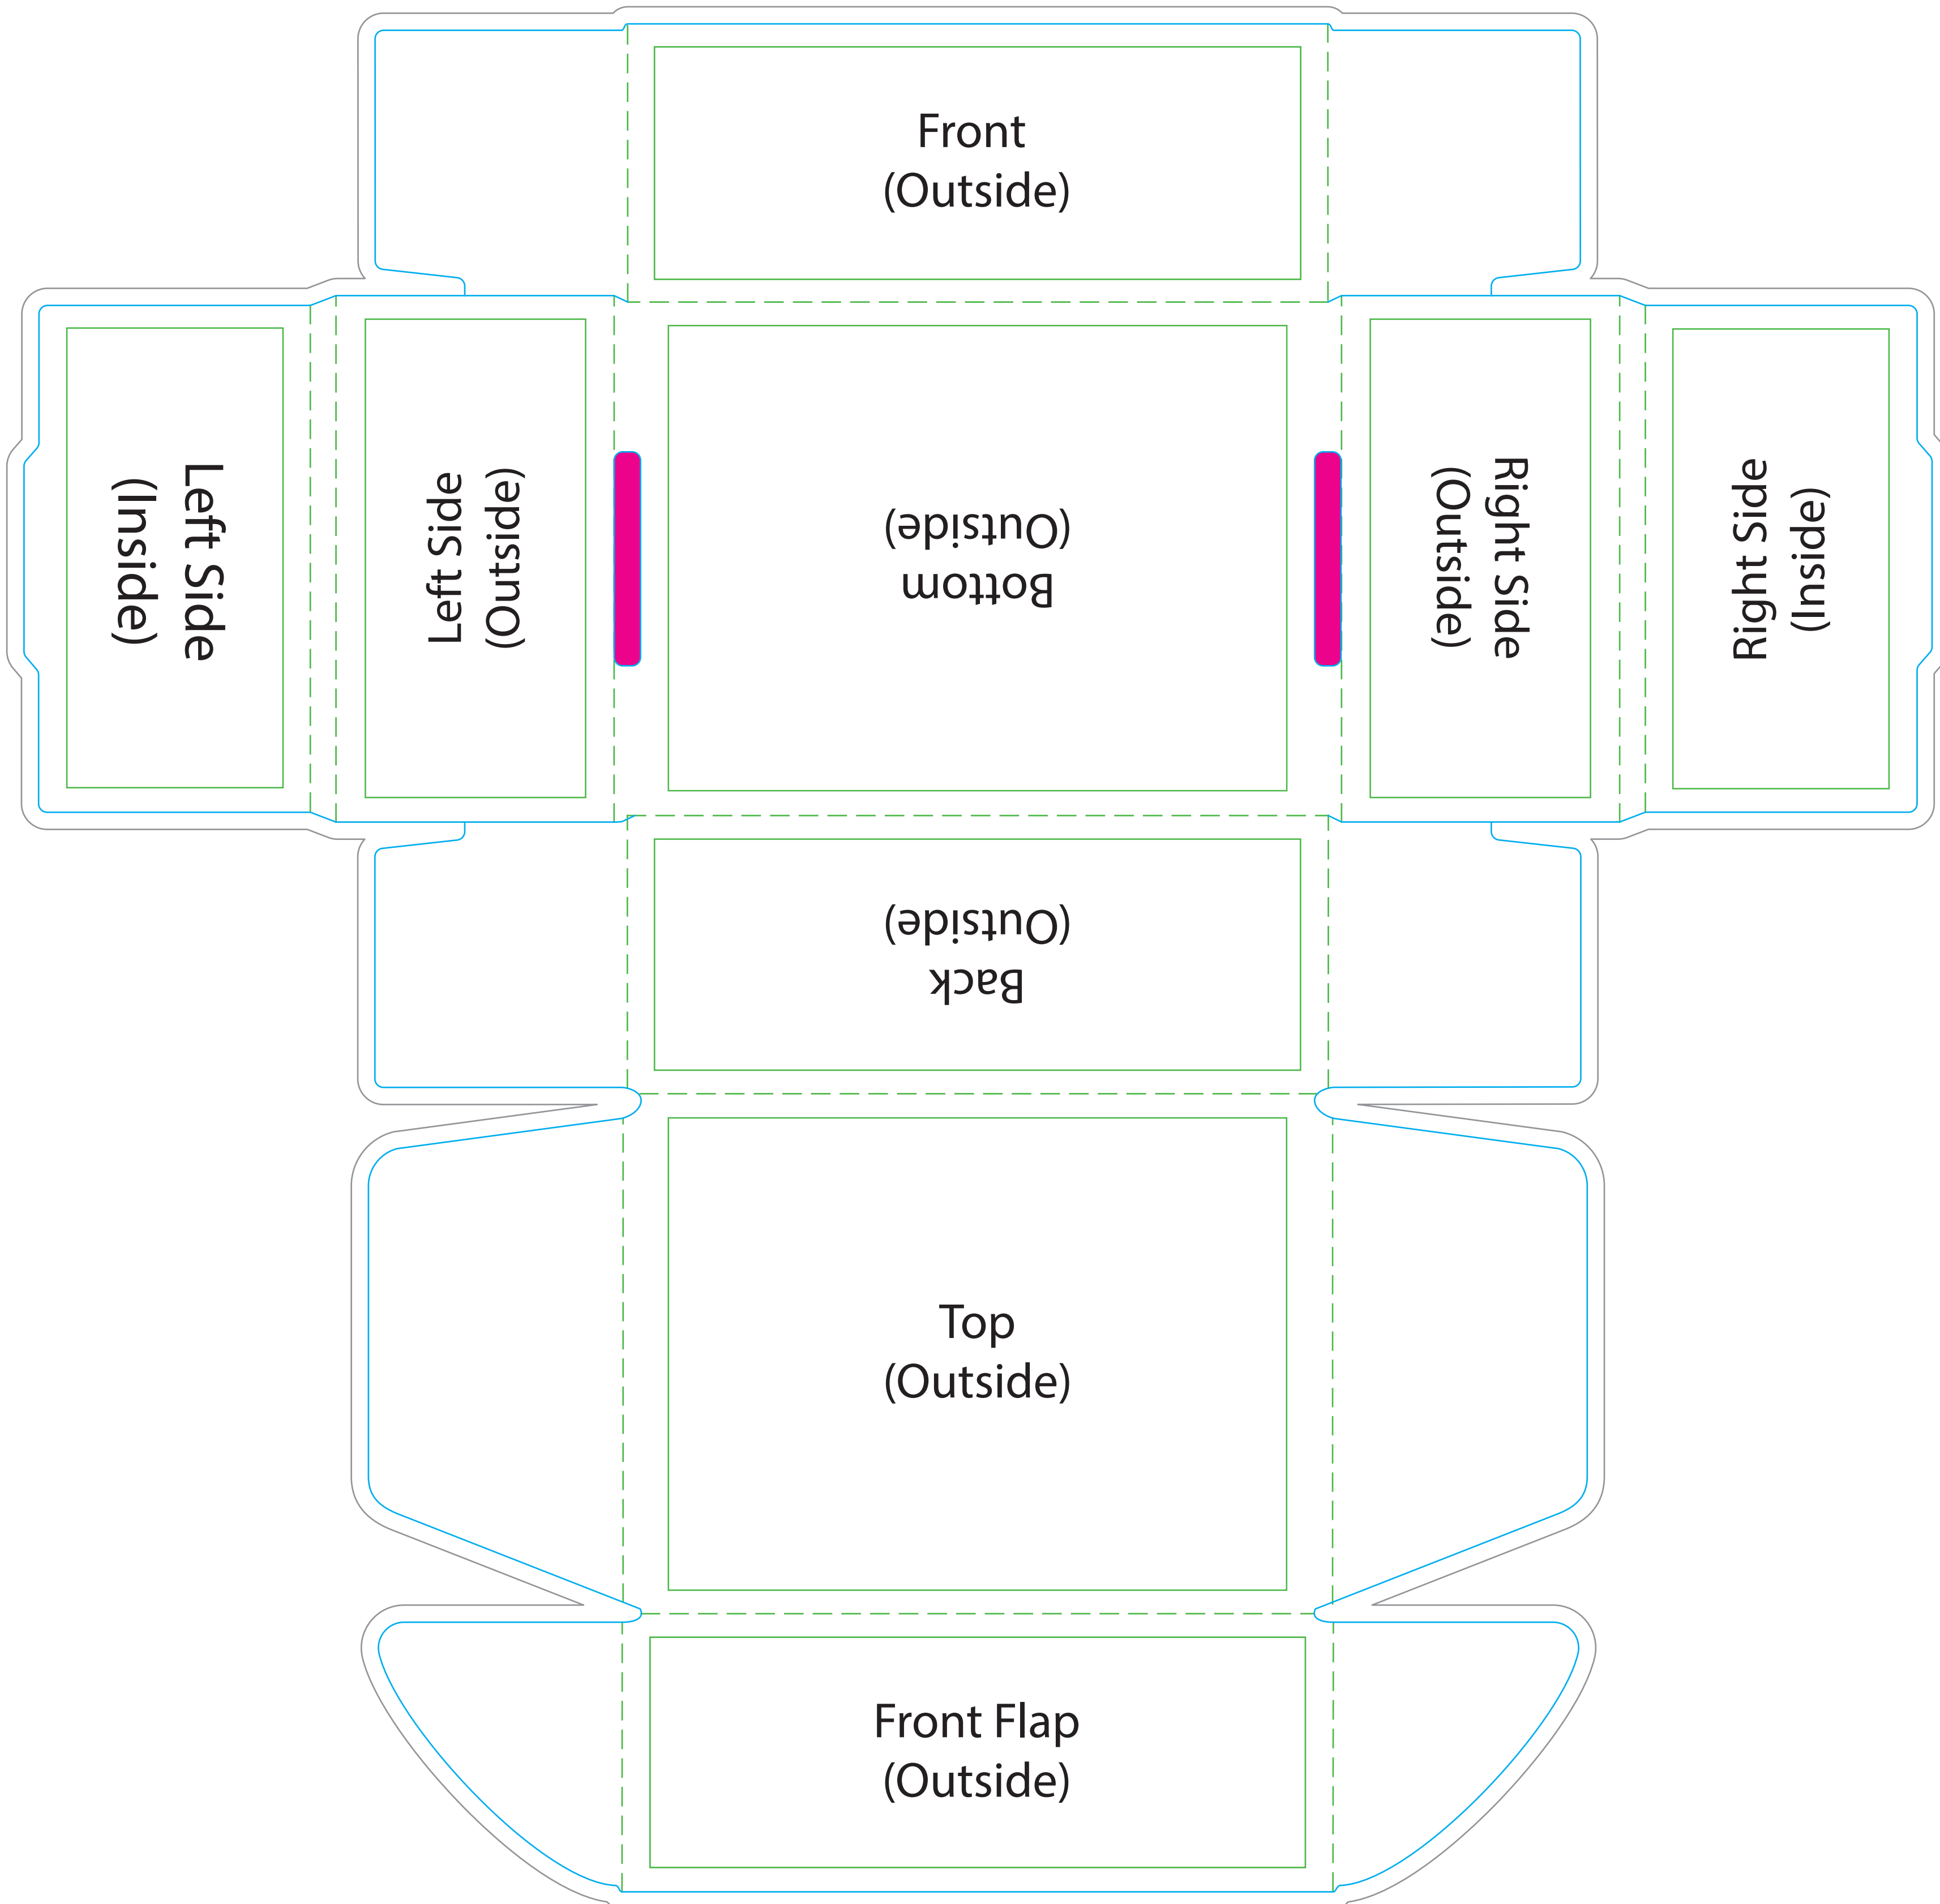 Front
(Outside)
Left Side
(Inside)
Left Side
(Outside)
Bottom
(Outside)
Right Side
(Outside)
Right Side
(Inside)
Back
(Outside)
Top
(Outside)
Front Flap
(Outside)